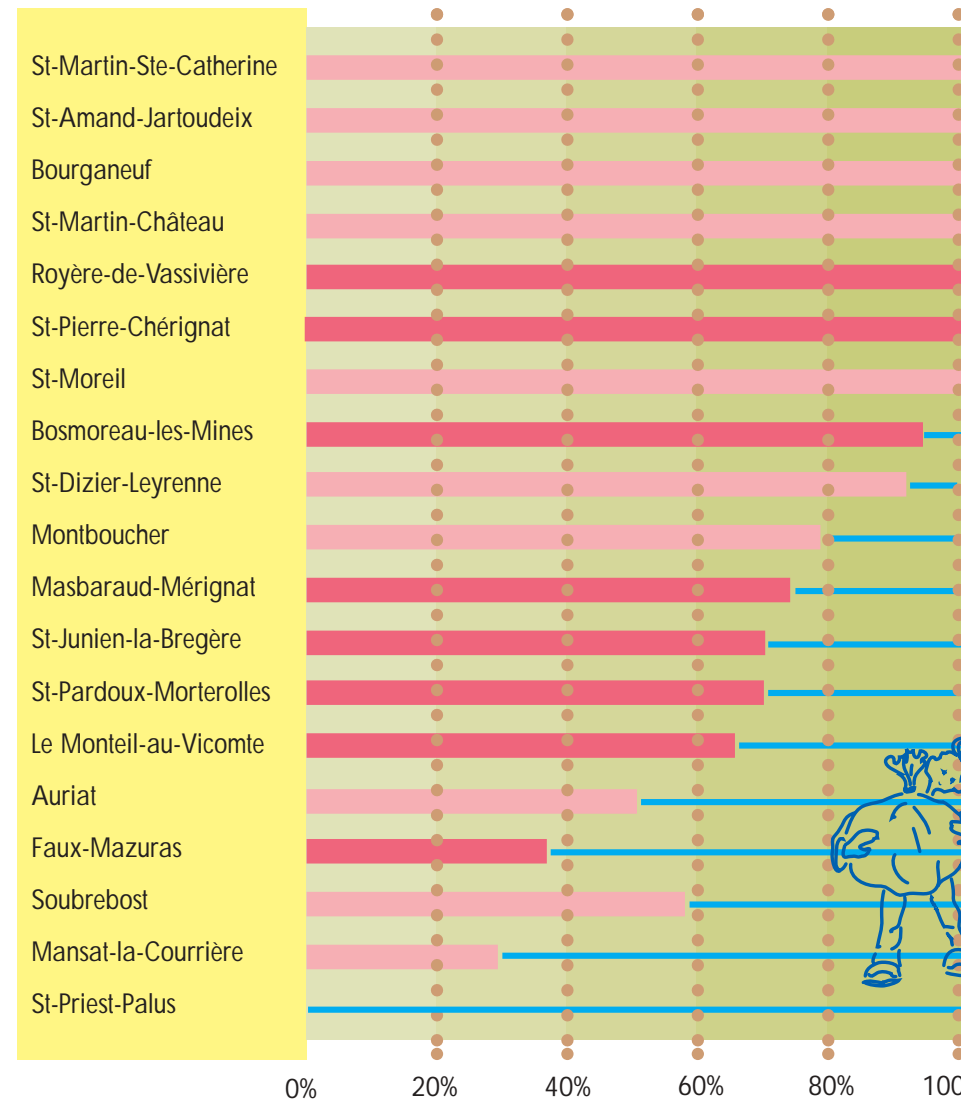 St-Martin-Ste-Catherine
St-Amand-Jartoudeix
Bourganeuf
St-Martin-Château
Royère-de-Vassivière
St-Pierre-Chérignat
St-Moreil
Bosmoreau-les-Mines
St-Dizier-Leyrenne
Montboucher
Masbaraud-Mérignat
St-Junien-la-Bregère
St-Pardoux-Morterolles
Le Monteil-au-Vicomte
Auriat
Faux-Mazuras
Soubrebost
Mansat-la-Courrière
St-Priest-Palus
0% 20% 40% 60% 80% 100